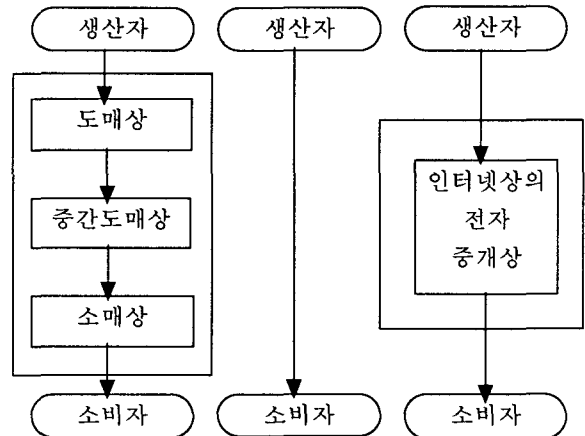 생산자
도매상
중간도매상
소매상
소비자
생산자
소비자
생산자
인터넷상의
전자
중개상
소비자